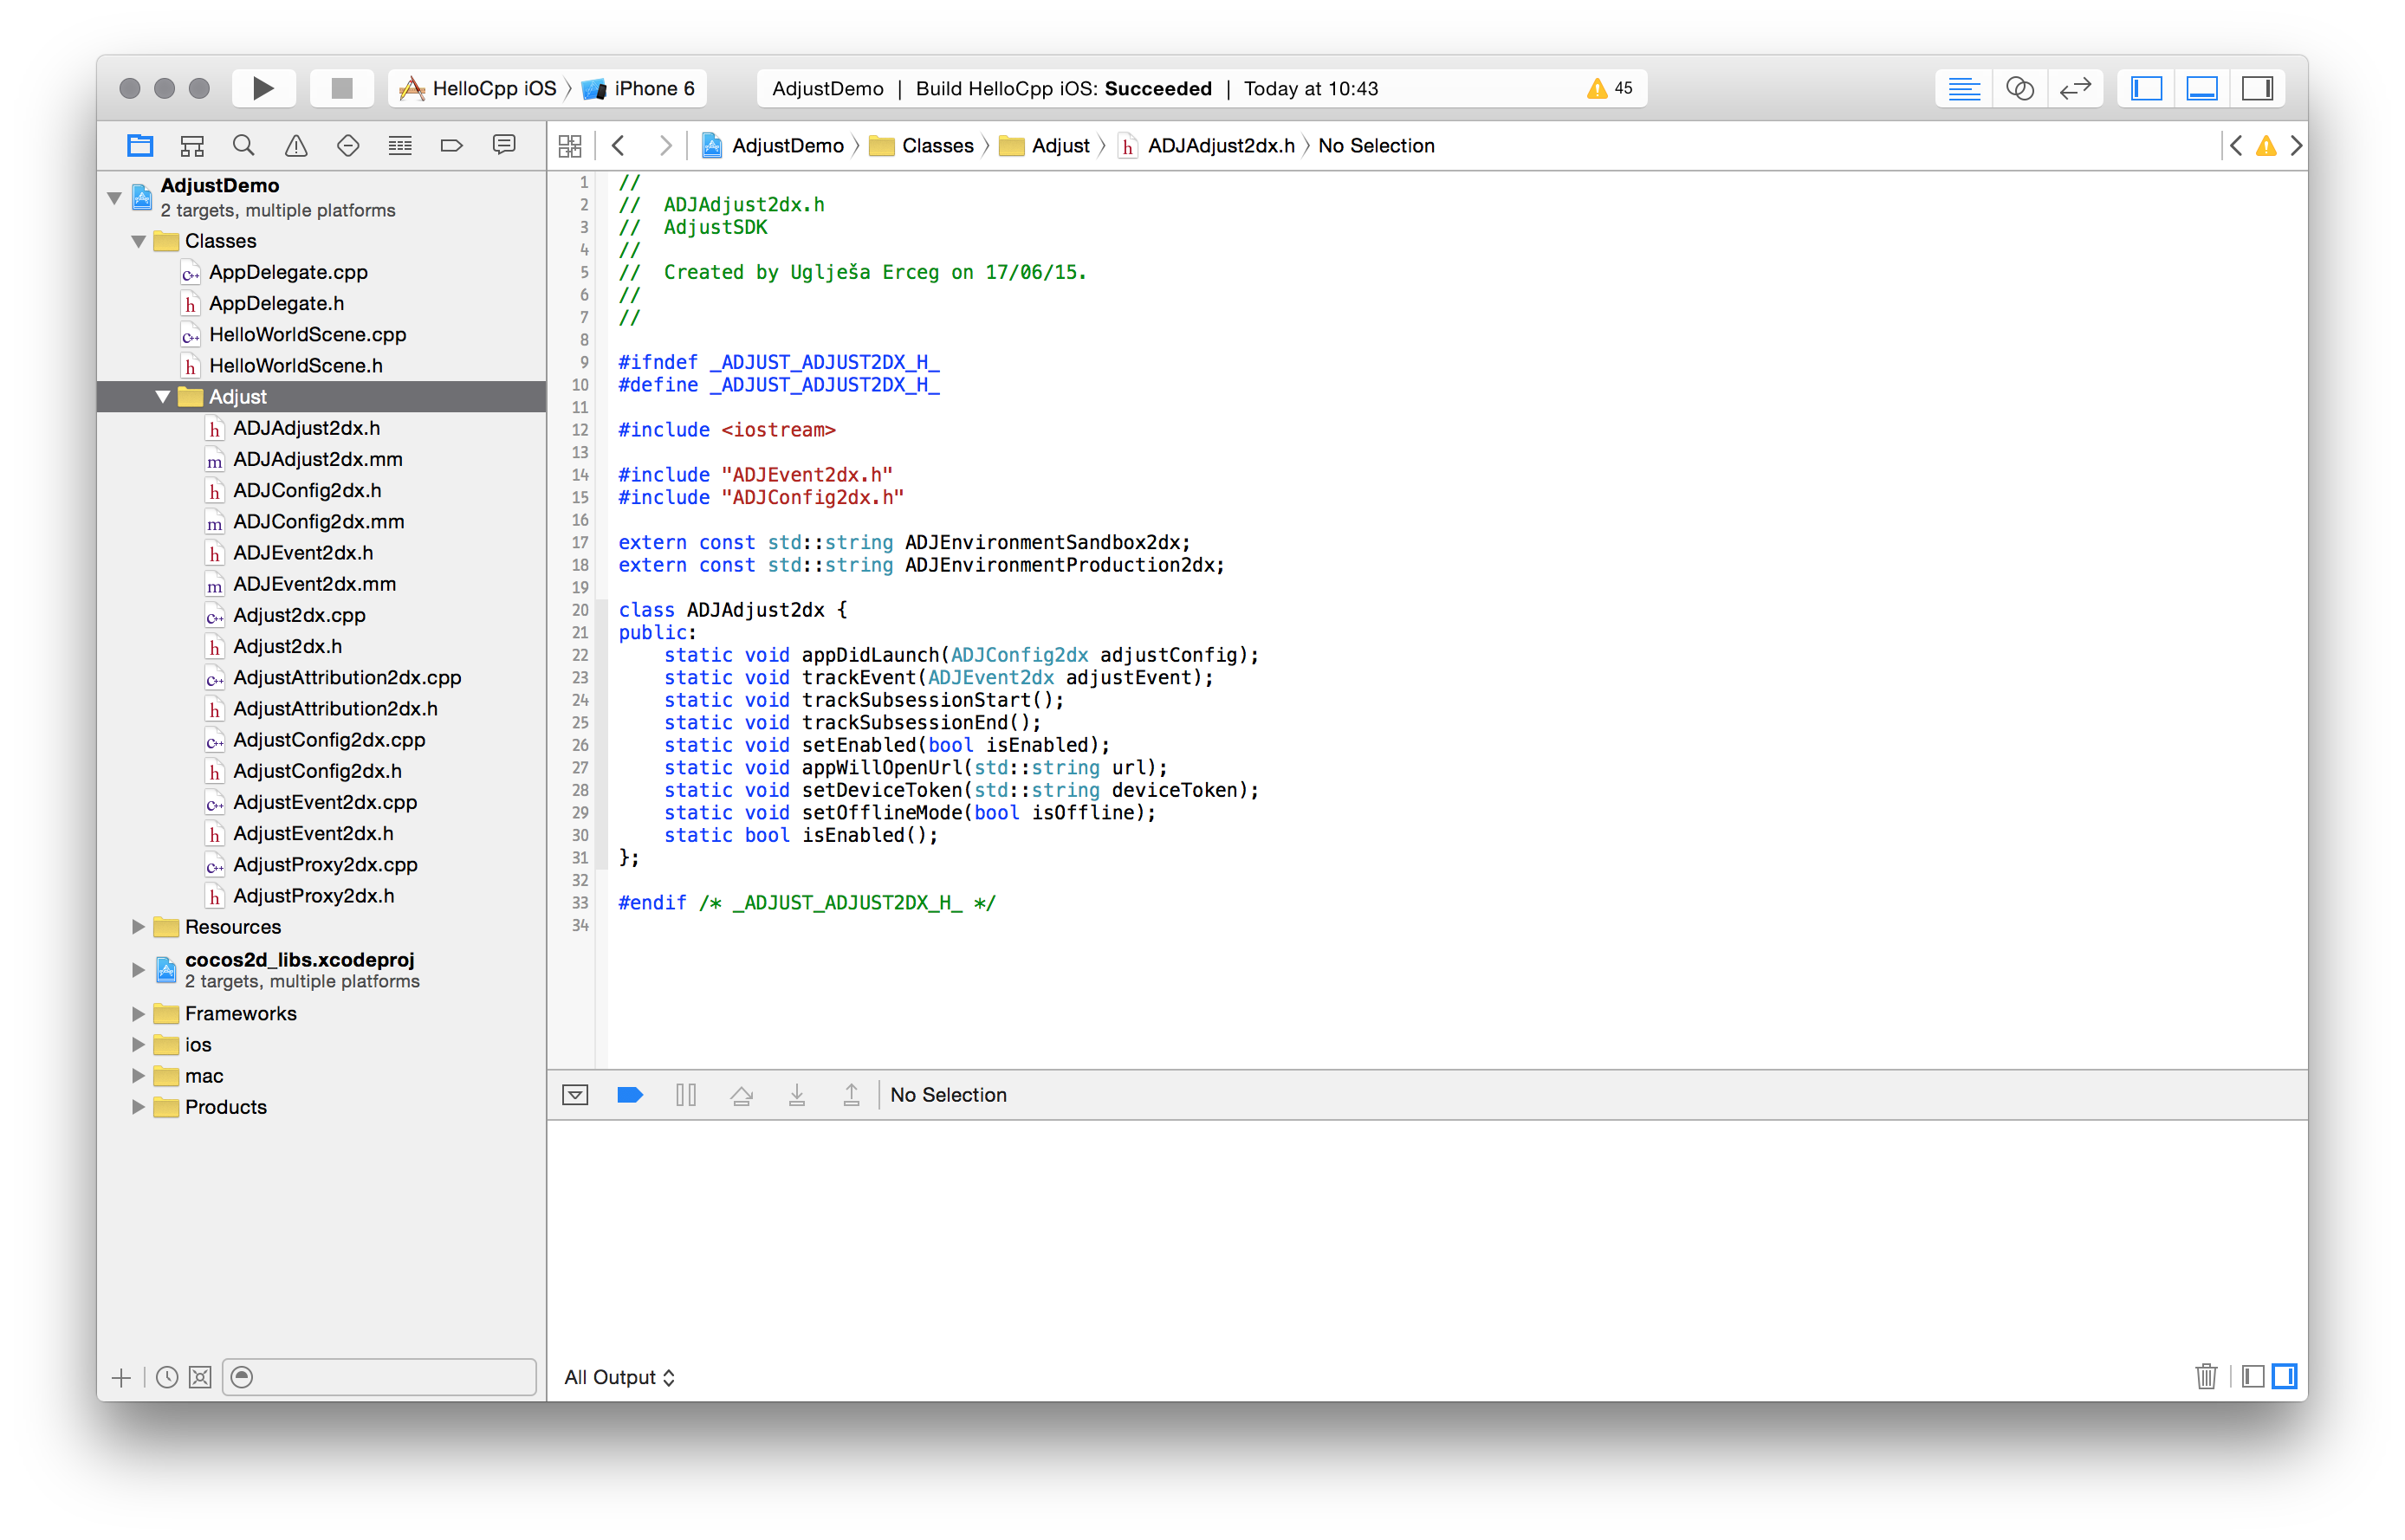 HelloCpp iOS 〉 iPhone 6
AdjustDemo | Build HelloCpp iOS: Succeeded | Today at 10:43
45
AdjustDemo 〉 Classes 〉 Adjust 〉 h ADJAdjust2dx.h 〉 No Selection
AdjustDemo
2 targets, multiple platforms
Classes
C++ AppDelegate.cpp
h AppDelegate.h
C++ HelloWorldScene.cpp
h HelloWorldScene.h
Adjust
h ADJAdjust2dx.h
m ADJAdjust2dx.mm
h ADJConfig2dx.h
m ADJConfig2dx.mm
h ADJEvent2dx.h
m ADJEvent2dx.mm
C++ Adjust2dx.cpp
h Adjust2dx.h
C++ AdjustAttribution2dx.cpp
h AdjustAttribution2dx.h
C++ AdjustConfig2dx.cpp
h AdjustConfig2dx.h
C++ AdjustEvent2dx.cpp
h AdjustEvent2dx.h
C++ AdjustProxy2dx.cpp
h AdjustProxy2dx.h
Resources
cocos2d_libs.xcodeproj
2 targets, multiple platforms
Frameworks
ios
mac
Products
1 //
2 //  ADJAdjust2dx.h
3 //  AdjustSDK
4 //
5 //  Created by Uglješa Erceg on 17/06/15.
6 //
7 //
8
9 #ifndef _ADJUST_ADJUST2DX_H_
10 #define _ADJUST_ADJUST2DX_H_
11
12 #include <iostream>
13
14 #include "ADJEvent2dx.h"
15 #include "ADJConfig2dx.h"
16
17 extern const std::string ADJEnvironmentSandbox2dx;
18 extern const std::string ADJEnvironmentProduction2dx;
19
20 class ADJAdjust2dx {
21 public:
22     static void appDidLaunch(ADJConfig2dx adjustConfig);
23     static void trackEvent(ADJEvent2dx adjustEvent);
24     static void trackSubsessionStart();
25     static void trackSubsessionEnd();
26     static void setEnabled(bool isEnabled);
27     static void appWillOpenUrl(std::string url);
28     static void setDeviceToken(std::string deviceToken);
29     static void setOfflineMode(bool isOffline);
30     static bool isEnabled();
31 };
32
33 #endif /* _ADJUST_ADJUST2DX_H_ */
34
No Selection
All Output